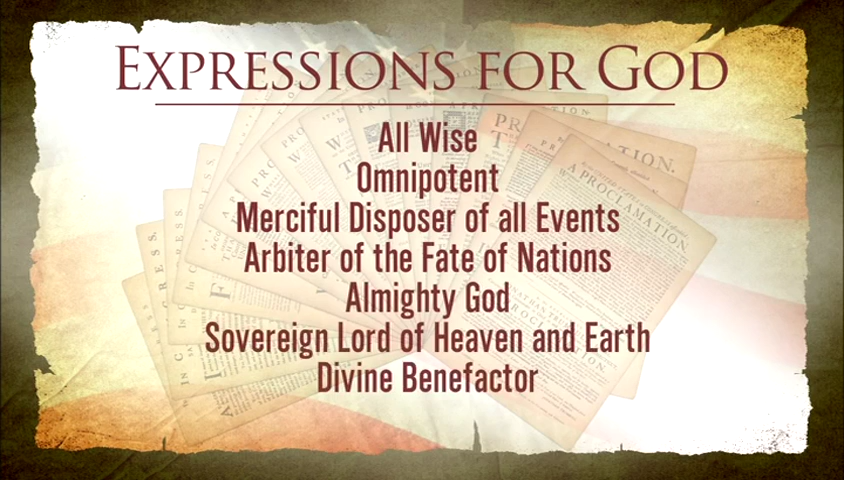 EXPRESSIONS FOR GOD
All Wise
Omnipotent
Merciful Disposer of all Events
Arbiter of the Fate of Nations
Almighty God
Sovereign Lord of Heaven and Earth
Divine Benefactor
A PROCLAMATION.